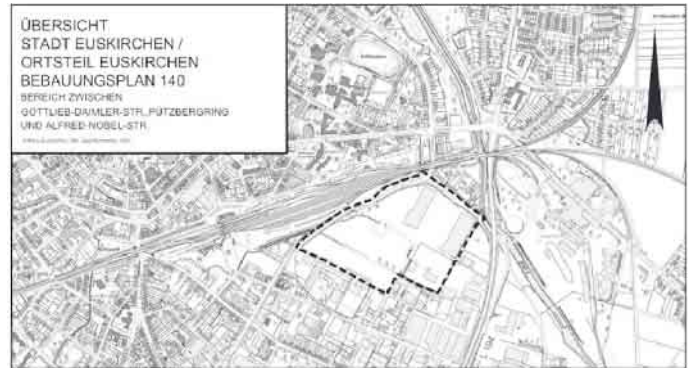 ÜBERSICHT
STADT EUSKIRCHEN /
ORTSTEIL EUSKIRCHEN
BEBAUUNGSPLAN 140
BEREICH ZWISCHEN
GOTTLIEB-DAIMLER-STR., PÜTZBERGRING
UND ALFRED-NOBEL-STR.